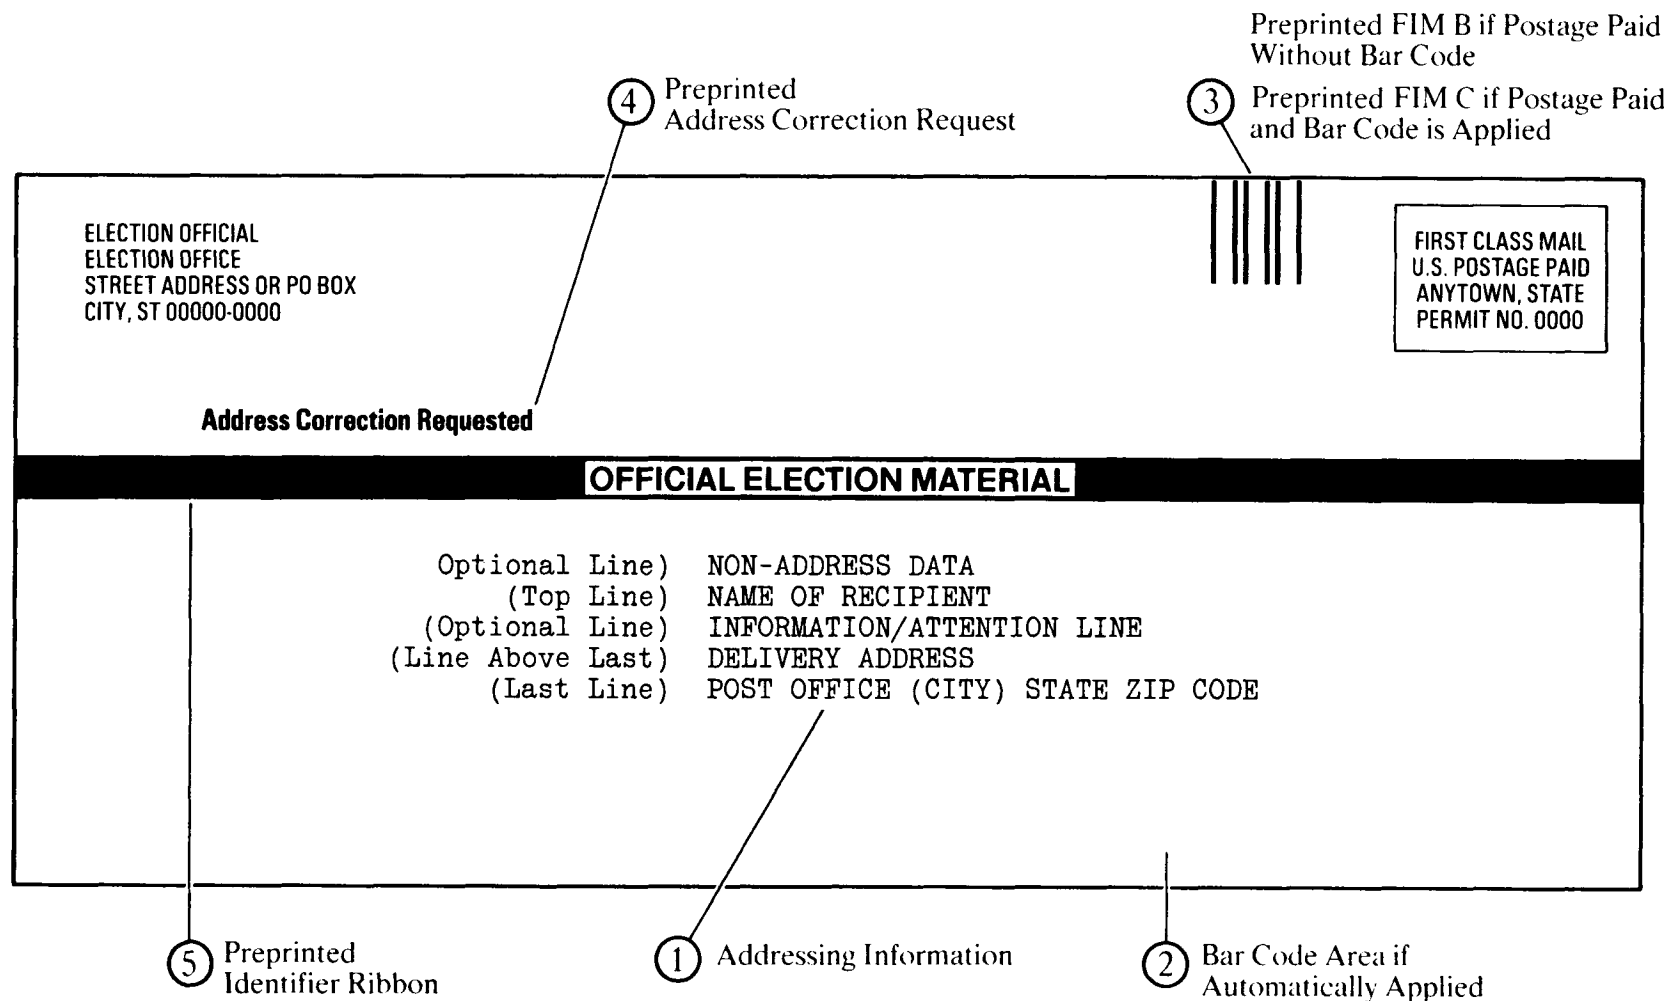 Preprinted FIM B if Postage Paid
Without Bar Code
4 Preprinted
Address Correction Request
3 Preprinted FIM C if Postage Paid
and Bar Code is Applied
ELECTION OFFICIAL
ELECTION OFFICE
STREET ADDRESS OR PO BOX
CITY, ST 00000-0000
FIRST CLASS MAIL
U.S. POSTAGE PAID
ANYTOWN, STATE
PERMIT NO. 0000
Address Correction Requested
OFFICIAL ELECTION MATERIAL
Optional Line) NON-ADDRESS DATA
(Top Line) NAME OF RECIPIENT
(Optional Line) INFORMATION/ATTENTION LINE
(Line Above Last) DELIVERY ADDRESS
(Last Line) POST OFFICE (CITY) STATE ZIP CODE
5 Preprinted
Identifier Ribbon
1 Addressing Information
2 Bar Code Area if
Automatically Applied